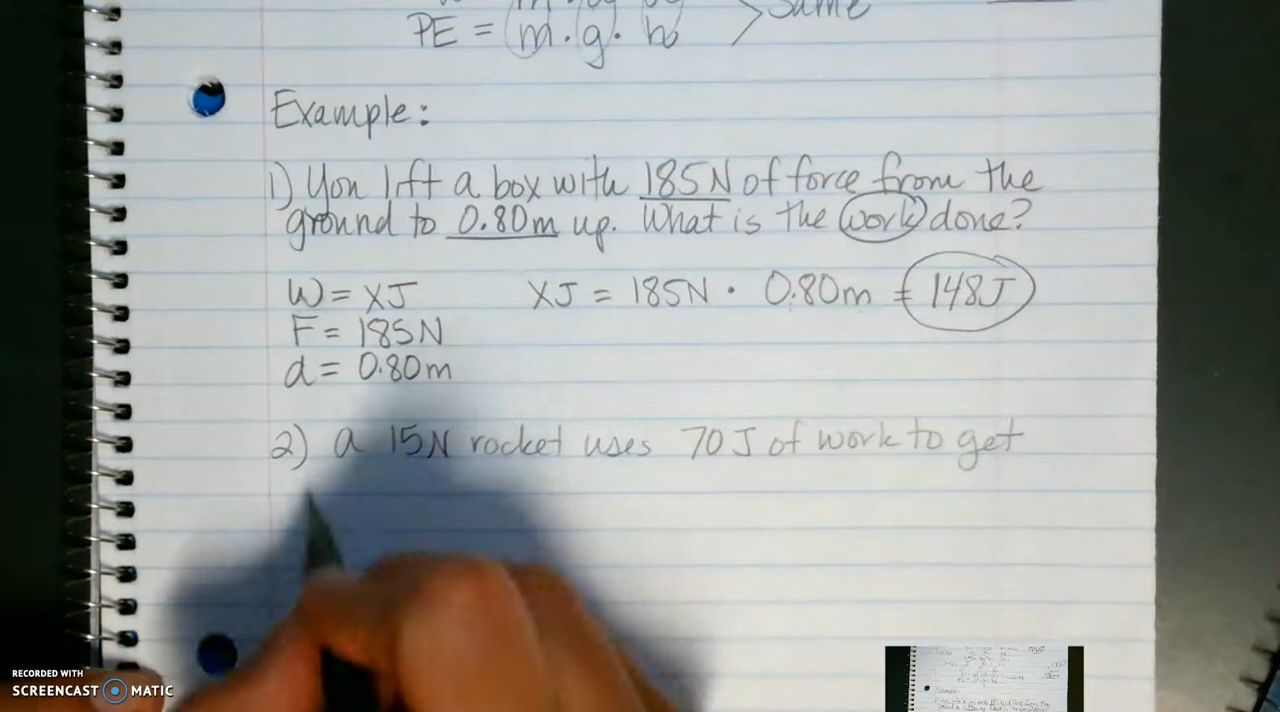 PE = m · g · h > same
Example:
1) You lift a box with 185N of force from the
ground to 0.80m up. What is the work done?
W = XJ XJ = 185N · 0.80m = 148J
F = 185N
d = 0.80m
2) a 15N rocket uses 70J of work to get
RECORDED WITH
SCREENCAST MATIC